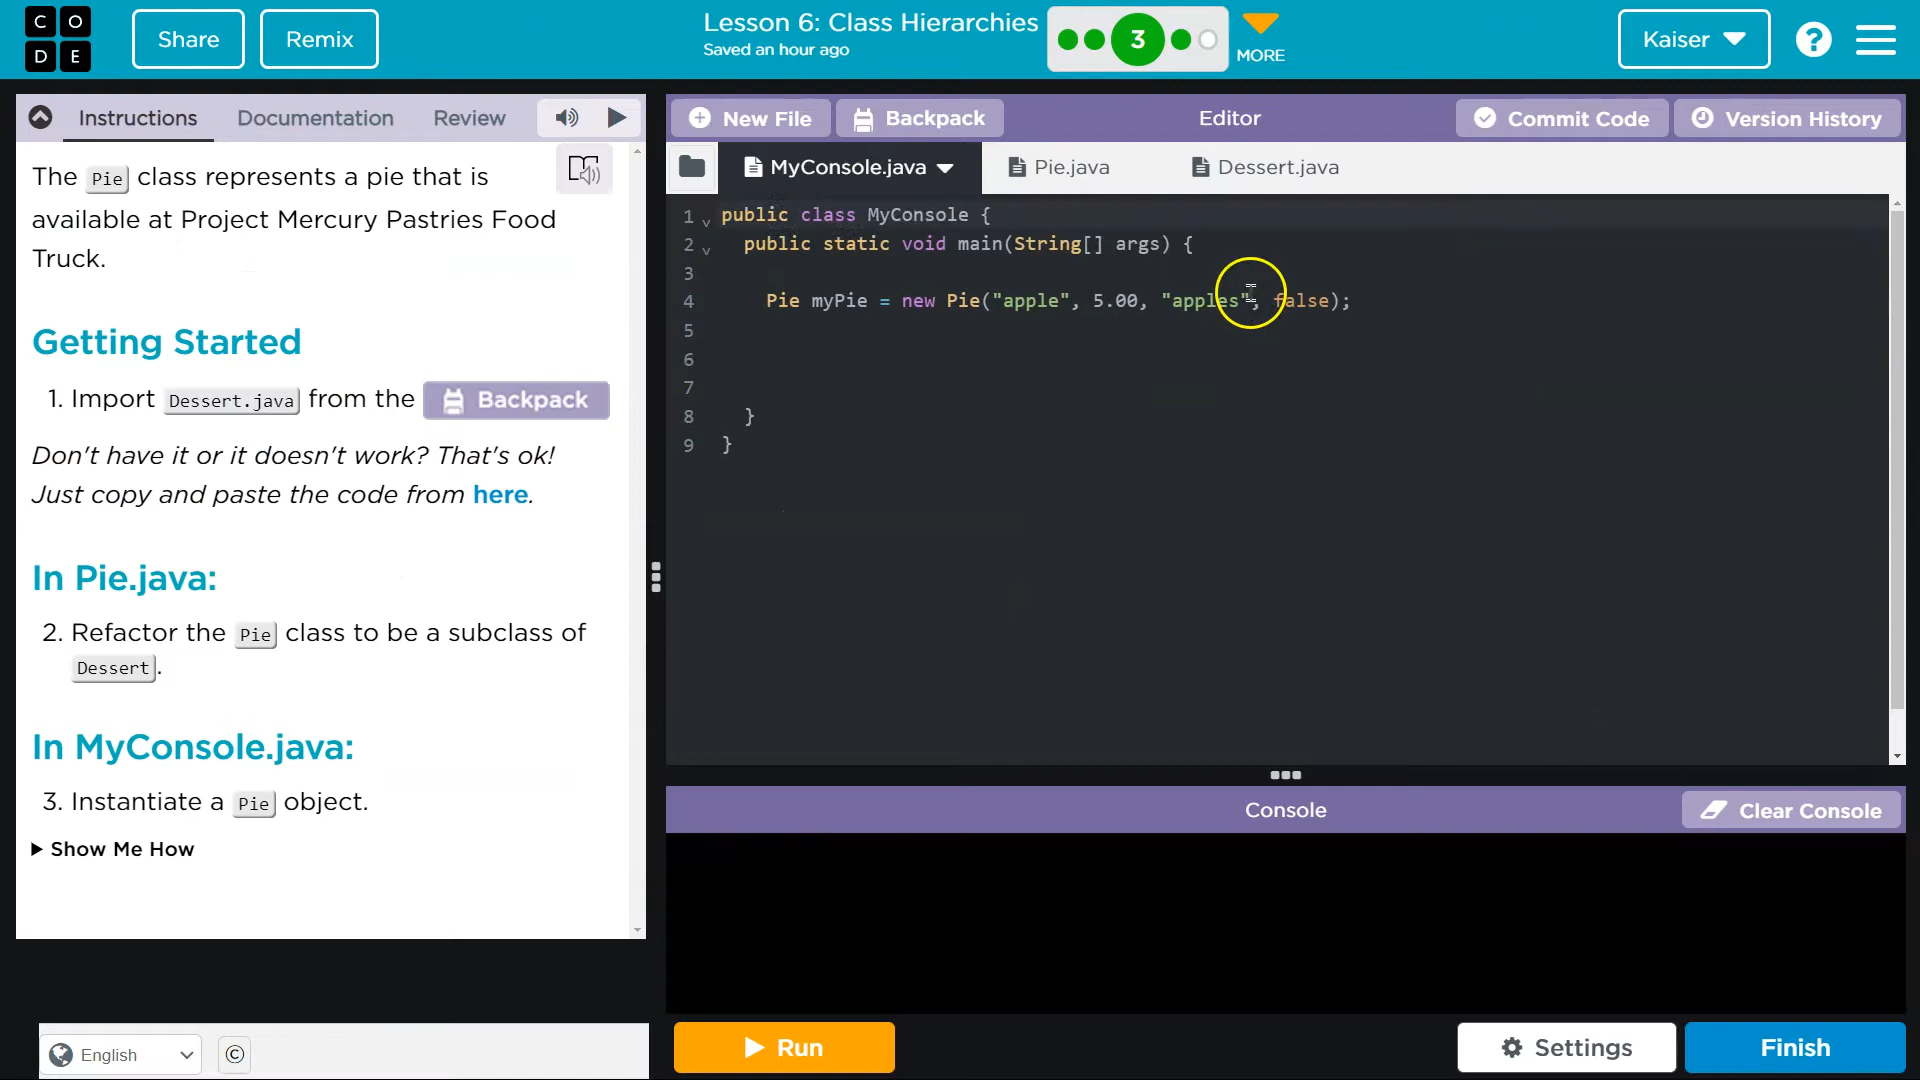 C O
D E
Share
Remix
Lesson 6: Class Hierarchies
Saved an hour ago
3
MORE
Kaiser
?
Instructions
Documentation
Review
The Pie class represents a pie that is
available at Project Mercury Pastries Food
Truck.
Getting Started
1. Import Dessert.java from the Backpack
Don't have it or it doesn't work? That's ok!
Just copy and paste the code from here.
In Pie.java:
2. Refactor the Pie class to be a subclass of
Dessert.
In MyConsole.java:
3. Instantiate a Pie object.
Show Me How
English
©
New File
Backpack
Editor
Commit Code
Version History
MyConsole.java
Pie.java
Dessert.java
1 public class MyConsole {
2 public static void main(String[] args) {
3
4 Pie myPie = new Pie("apple", 5.00, "apples", false);
5
6
7
8 }
9 }
Console
Clear Console
Run
Settings
Finish